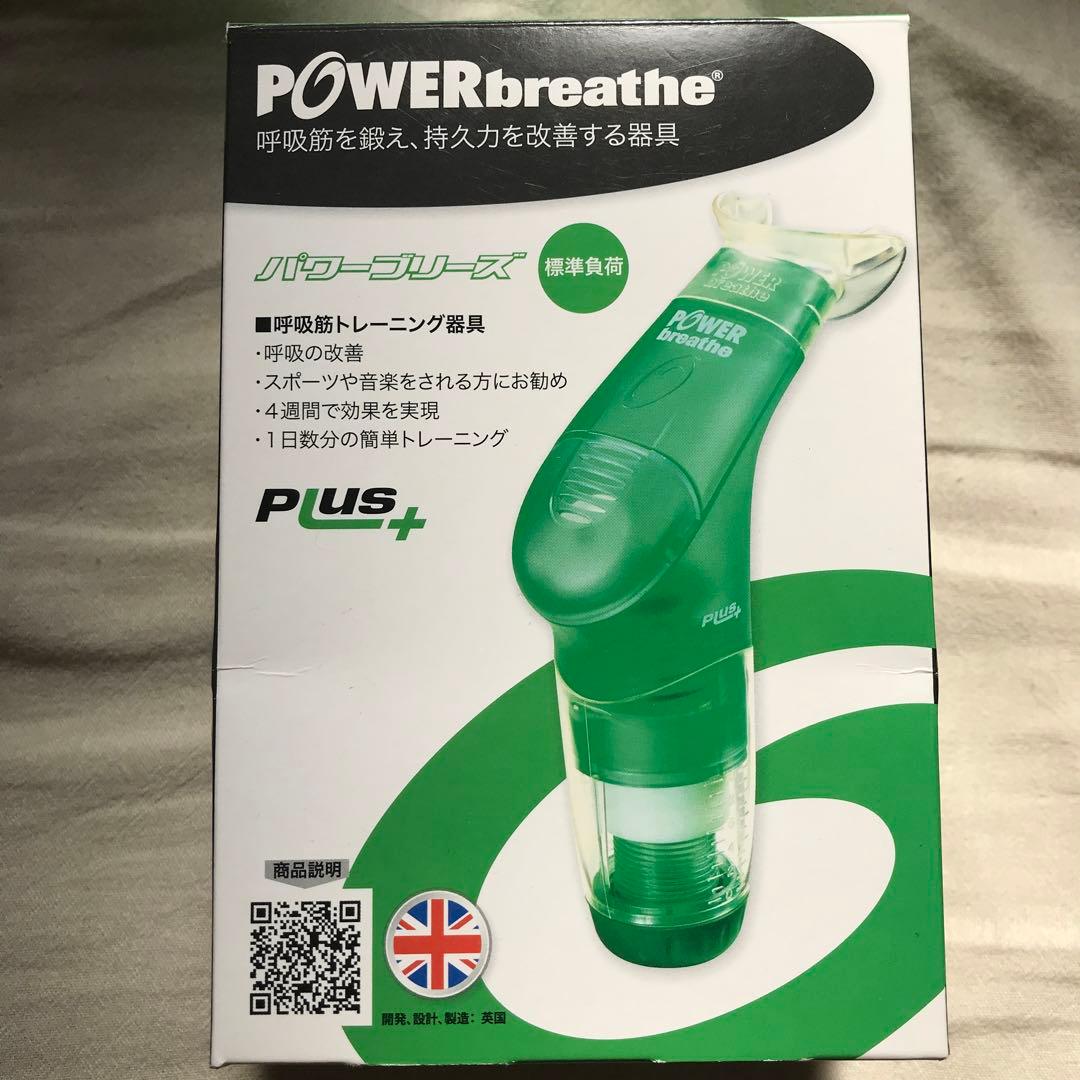 POWERbreathe®
呼吸筋を鍛え、持久力を改善する器具
パワーブリーズ
標準負荷
■呼吸筋トレーニング器具
・呼吸の改善
・スポーツや音楽をされる方にお勧め
・4週間で効果を実現
・1日数分の簡単トレーニング
PLUS+
POWER
breathe
POWER
breathe
PLUS+
商品説明
開発、設計、製造：英国